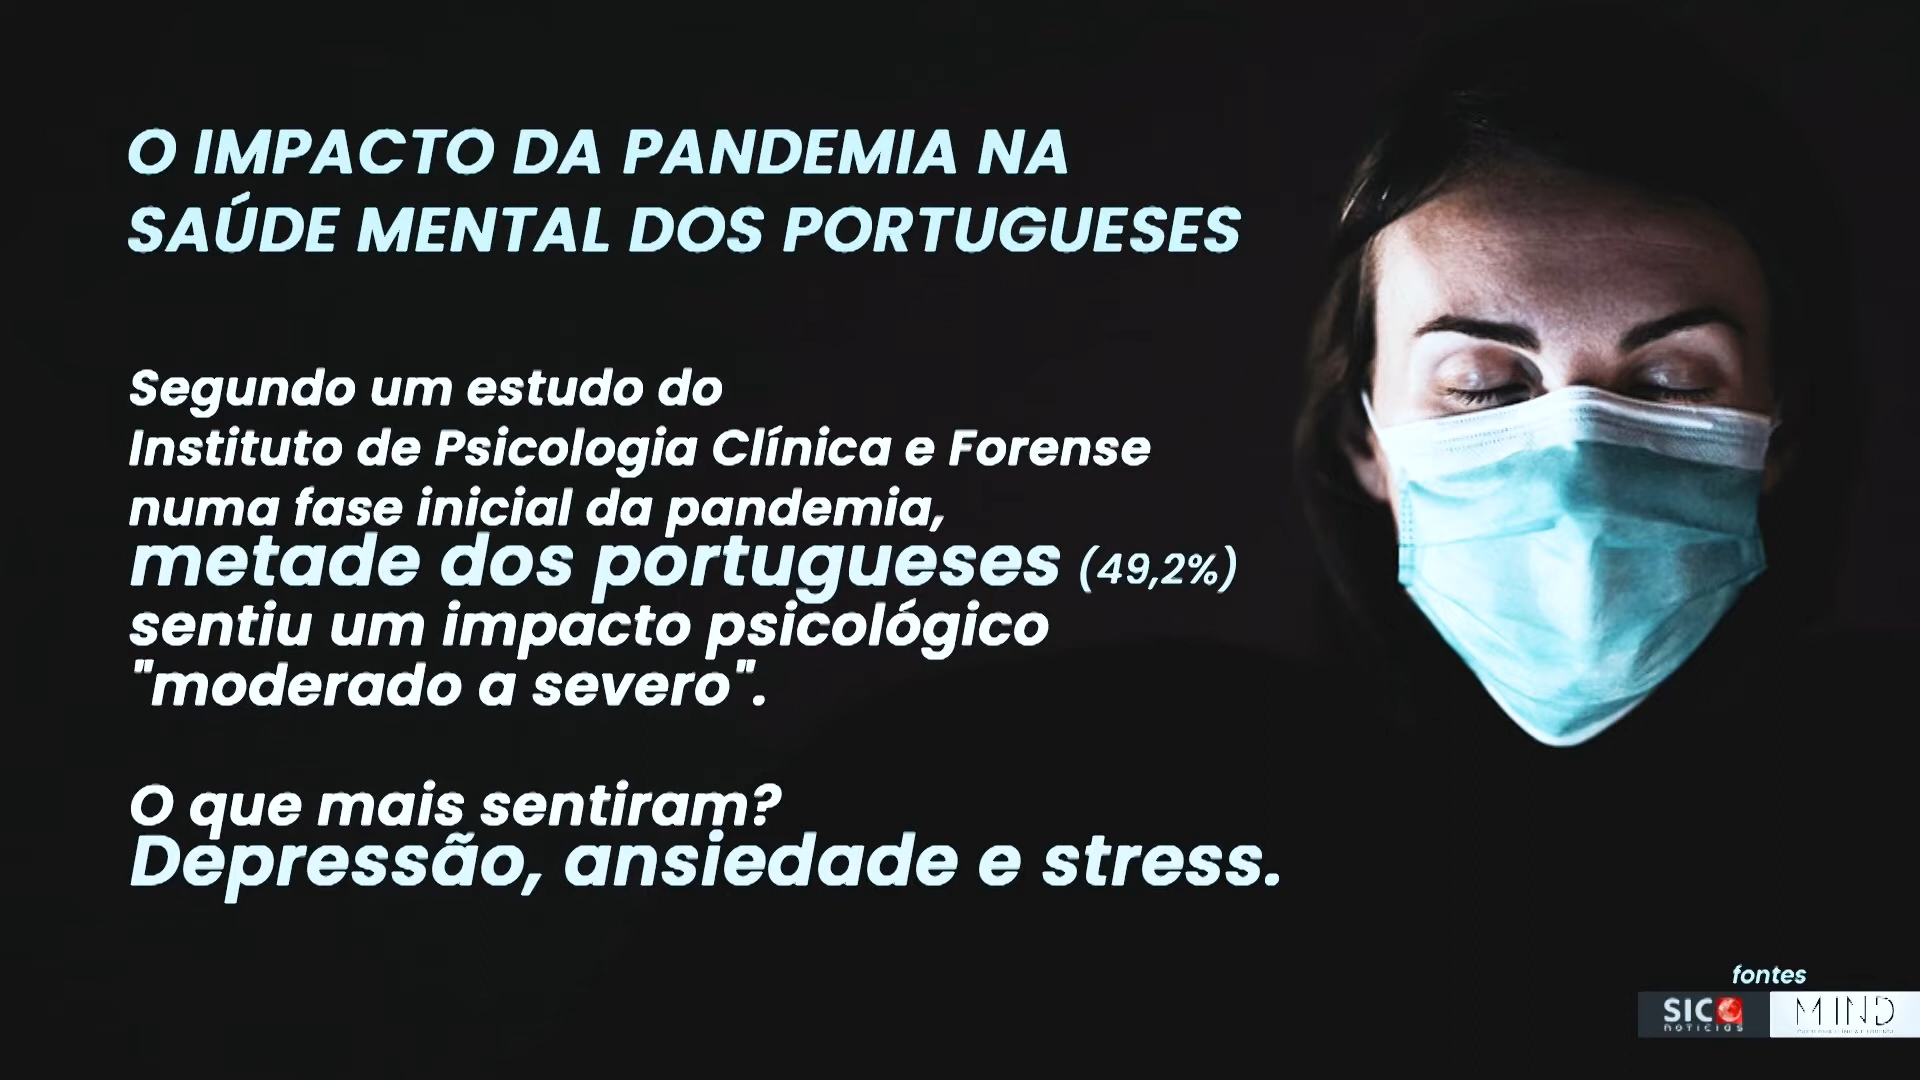 O IMPACTO DA PANDEMIA NA
SAÚDE MENTAL DOS PORTUGUESES
Segundo um estudo do
Instituto de Psicologia Clínica e Forense
numa fase inicial da pandemia,
metade dos portugueses (49,2%)
sentiu um impacto psicológico
"moderado a severo".
O que mais sentiram?
Depressão, ansiedade e stress.
fontes
SIC
notícias
MIND